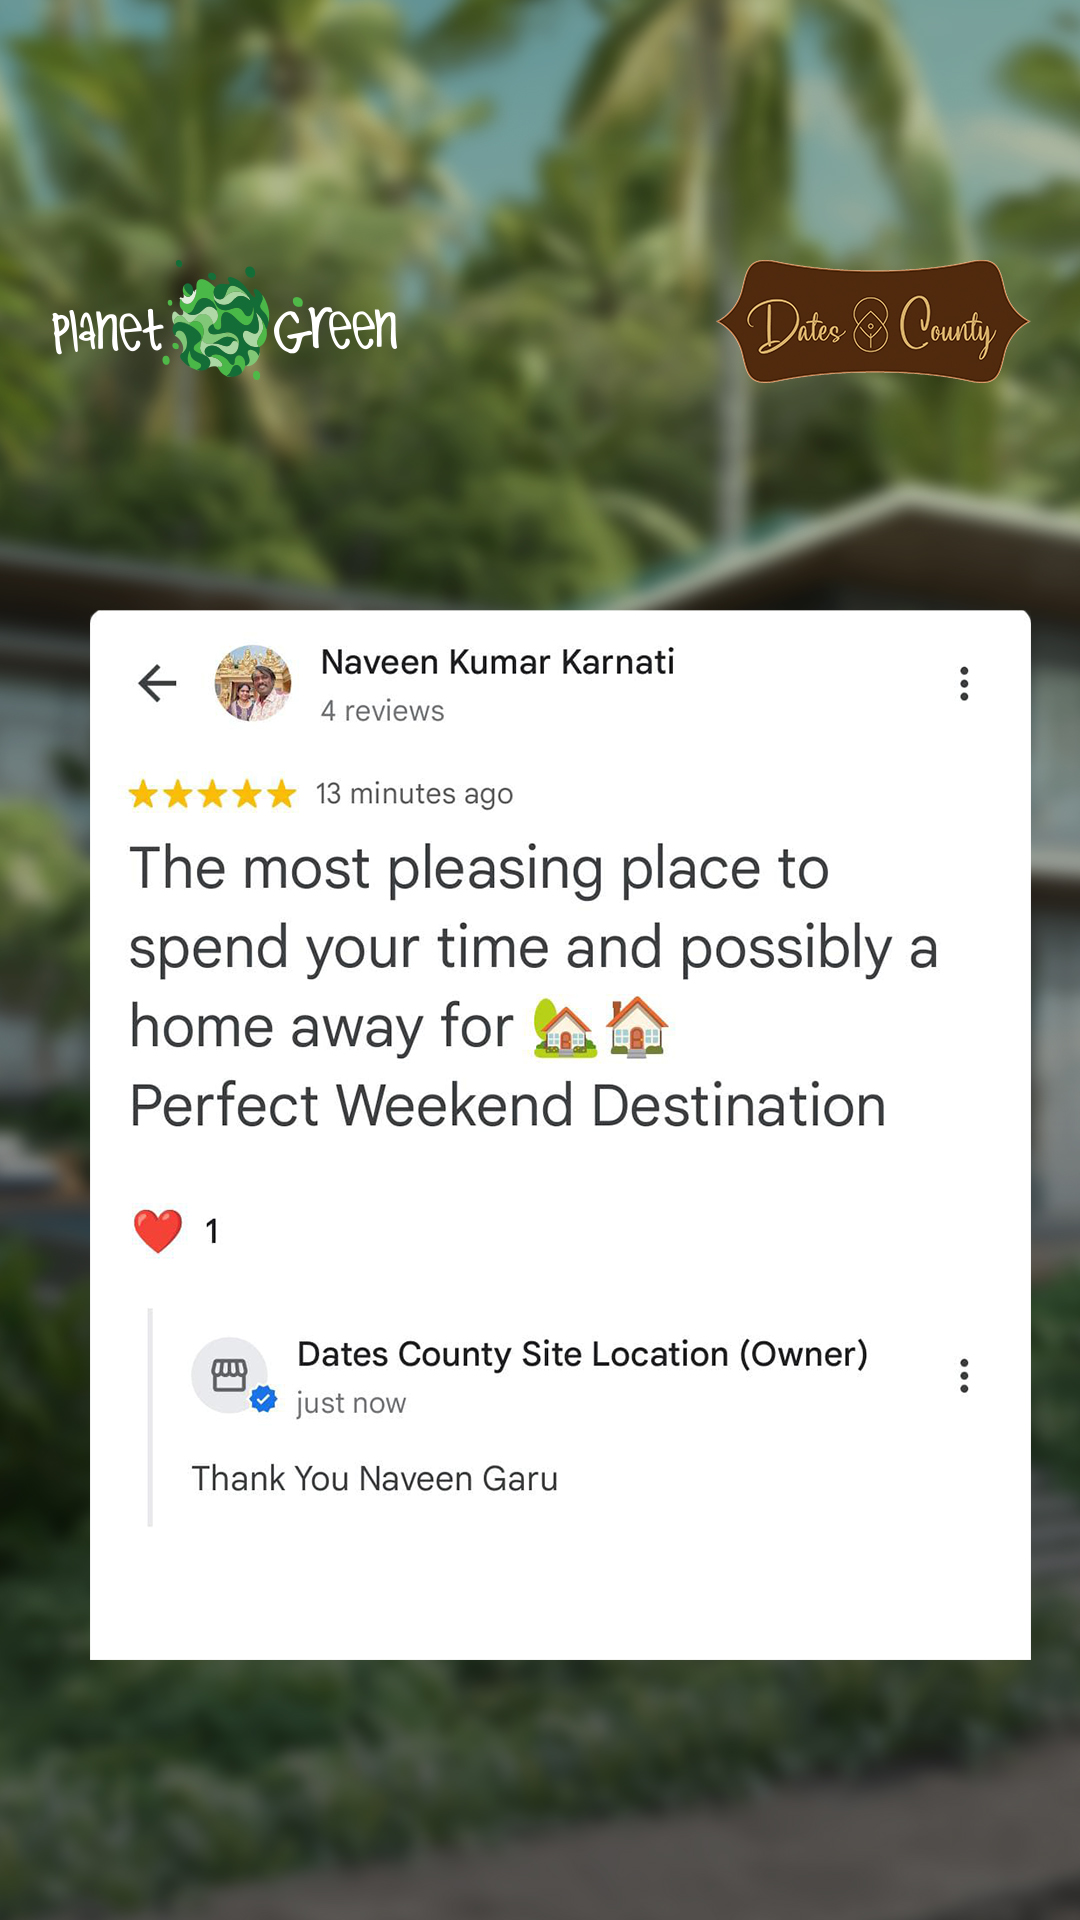 Planet Green
Dates County
Naveen Kumar Karnati
4 reviews
13 minutes ago
The most pleasing place to
spend your time and possibly a
home away for 🏡🏠
Perfect Weekend Destination
❤️ 1
Dates County Site Location (Owner)
just now
Thank You Naveen Garu